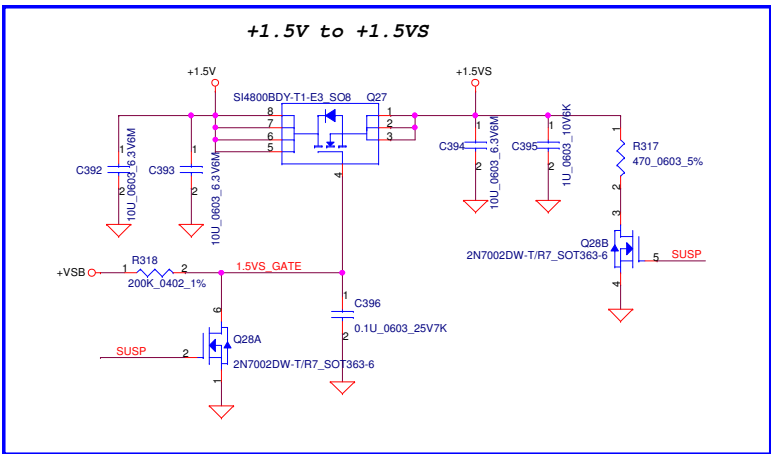 +1.5V to +1.5VS
+1.5V
+1.5VS
SI4800BDY-T1-E3_SO8
Q27
8
7
6
5
1
2
3
4
1
C392
2
10U_0603_6.3V6M
1
C393
2
10U_0603_6.3V6M
1
C394
2
10U_0603_6.3V6M
1
C395
2
1U_0603_10V6K
1
R317
470_0603_5%
2
3
Q28B
2N7002DW-T/R7_SOT363-6
5
SUSP
4
+VSB
1
R318
2
200K_0402_1%
1.5VS_GATE
1
C396
0.1U_0603_25V7K
2
6
Q28A
SUSP
2
2N7002DW-T/R7_SOT363-6
1